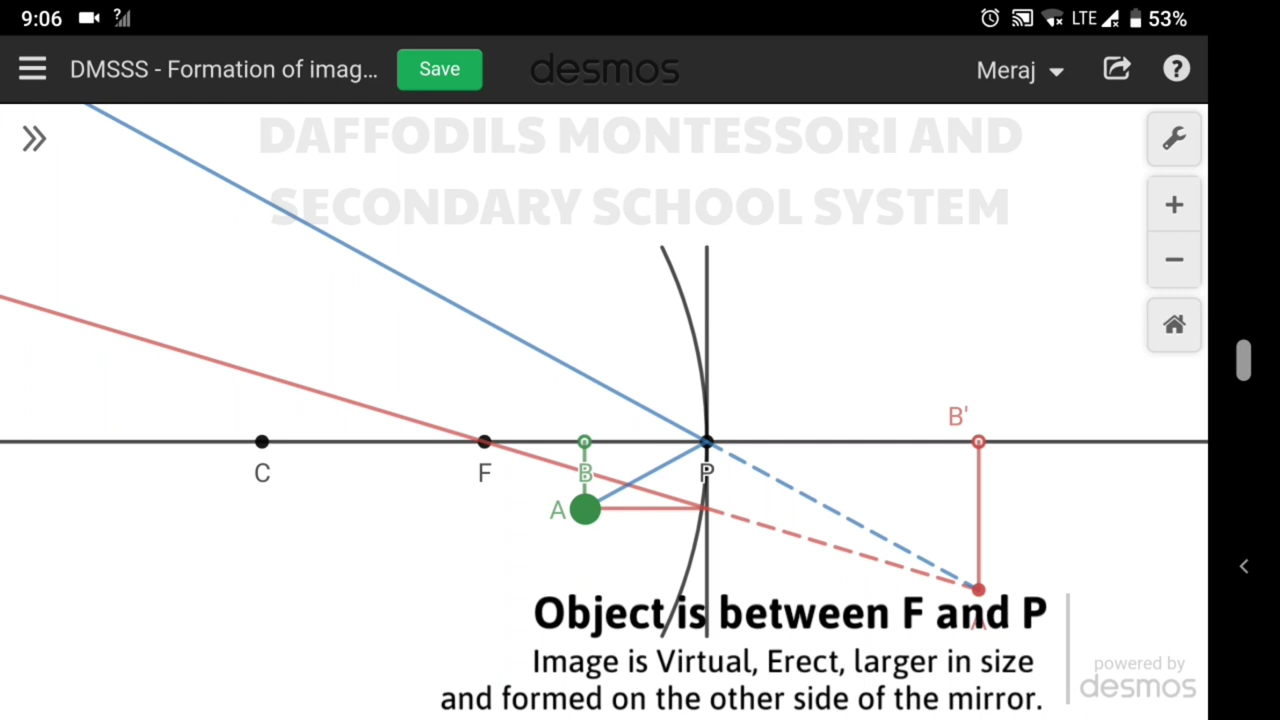 9:06
LTE 53%
DMSSS - Formation of imag...
Save
desmos
Meraj
DAFFODILS MONTESSORI AND
SECONDARY SCHOOL SYSTEM
B'
C
F
B
P
A
Object is between F and P
Image is Virtual, Erect, larger in size
and formed on the other side of the mirror.
powered by
desmos